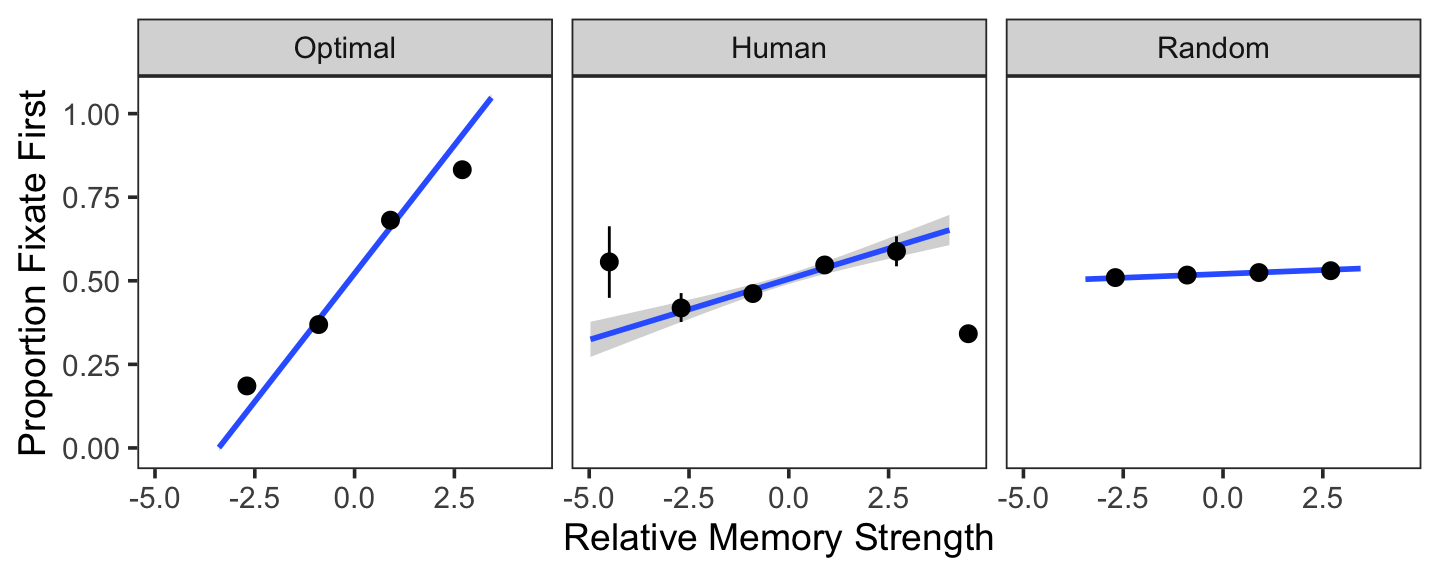 Optimal
Human
Random
Proportion Fixate First
1.00
0.75
0.50
0.25
0.00
-5.0 -2.5 0.0 2.5
-5.0 -2.5 0.0 2.5
-5.0 -2.5 0.0 2.5
Relative Memory Strength